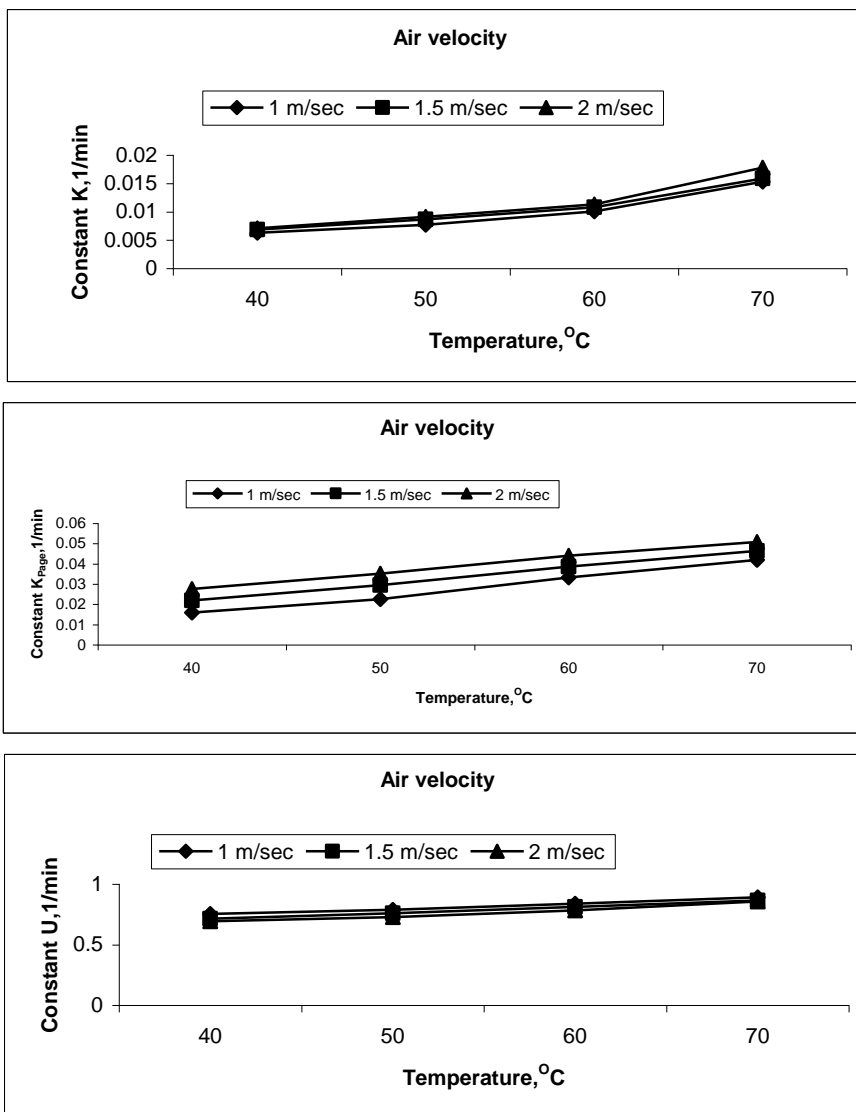 Air velocity
1 m/sec 1.5 m/sec 2 m/sec
0.02
0.015
0.01
0.005
0
Constant K,1/min
40 50 60 70
Temperature,OC
Air velocity
1 m/sec 1.5 m/sec 2 m/sec
0.06
0.05
0.04
0.03
0.02
0.01
0
Constant KPage,1/min
40 50 60 70
Temperature,OC
Air velocity
1 m/sec 1.5 m/sec 2 m/sec
1
0.5
0
Constant U,1/min
40 50 60 70
Temperature,OC